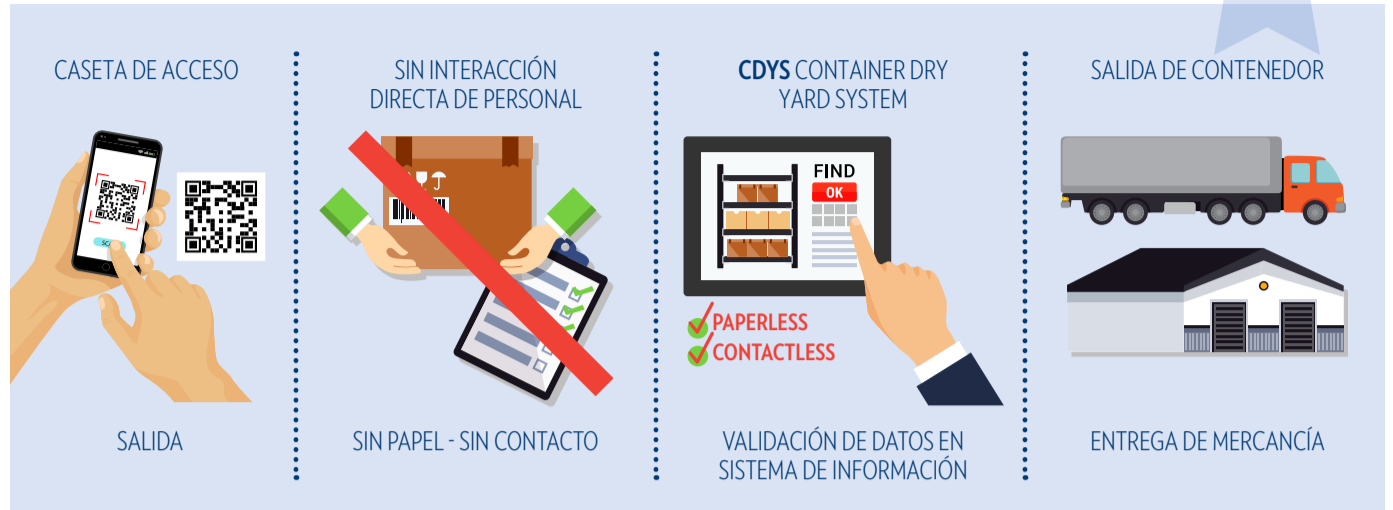 CASETA DE ACCESO
SALIDA
SIN INTERACCIÓN
DIRECTA DE PERSONAL
SIN PAPEL - SIN CONTACTO
CDYS CONTAINER DRY
YARD SYSTEM
FIND
OK
PAPERLESS
CONTACTLESS
VALIDACIÓN DE DATOS EN
SISTEMA DE INFORMACIÓN
SALIDA DE CONTENEDOR
ENTREGA DE MERCANCÍA